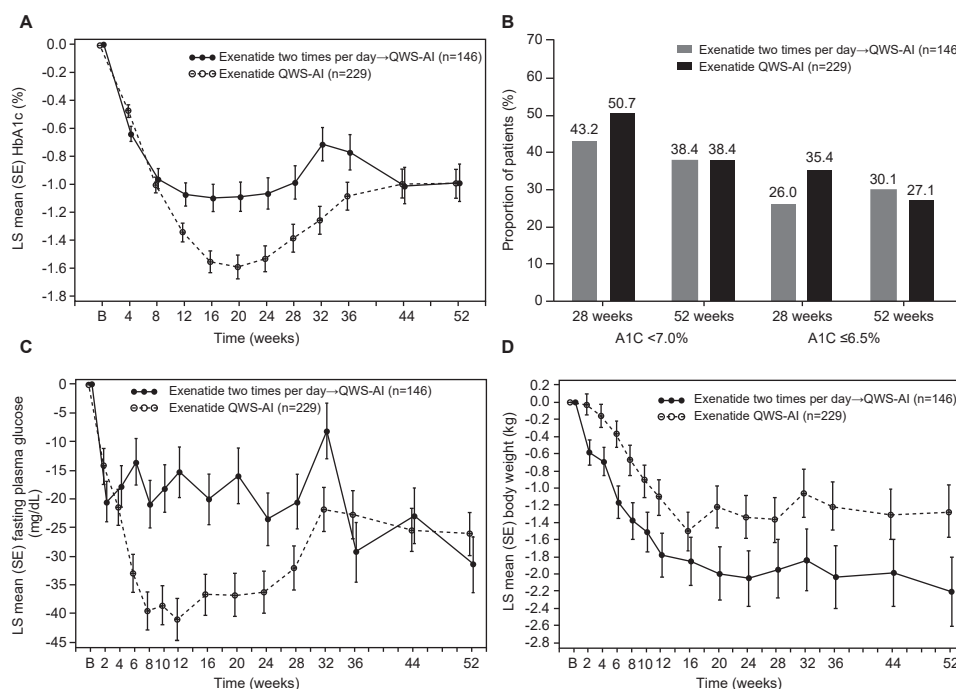 A
LS mean (SE) HbA1c (%)
0.0
-0.2
-0.4
-0.6
-0.8
-1.0
-1.2
-1.4
-1.6
-1.8
Exenatide two times per day→QWS-AI (n=146)
Exenatide QWS-AI (n=229)
B 4 8 12 16 20 24 28 32 36 44 52
Time (weeks)
B
Proportion of patients (%)
70
60
50
40
30
20
10
0
Exenatide two times per day→QWS-AI (n=146)
Exenatide QWS-AI (n=229)
43.2 50.7 38.4 38.4 26.0 35.4 30.1 27.1
28 weeks 52 weeks 28 weeks 52 weeks
A1C <7.0% A1C ≤6.5%
C
LS mean (SE) fasting plasma glucose
(mg/dL)
0
-5
-10
-15
-20
-25
-30
-35
-40
-45
Exenatide two times per day→QWS-AI (n=146)
Exenatide QWS-AI (n=229)
B 2 4 6 8 10 12 16 20 24 28 32 36 44 52
Time (weeks)
D
LS mean (SE) body weight (kg)
0.2
0.0
-0.2
-0.4
-0.6
-0.8
-1.0
-1.2
-1.4
-1.6
-1.8
-2.0
-2.2
-2.4
-2.6
-2.8
Exenatide two times per day→QWS-AI (n=146)
Exenatide QWS-AI (n=229)
B 2 4 6 8 10 12 16 20 24 28 32 36 44 52
Time (weeks)